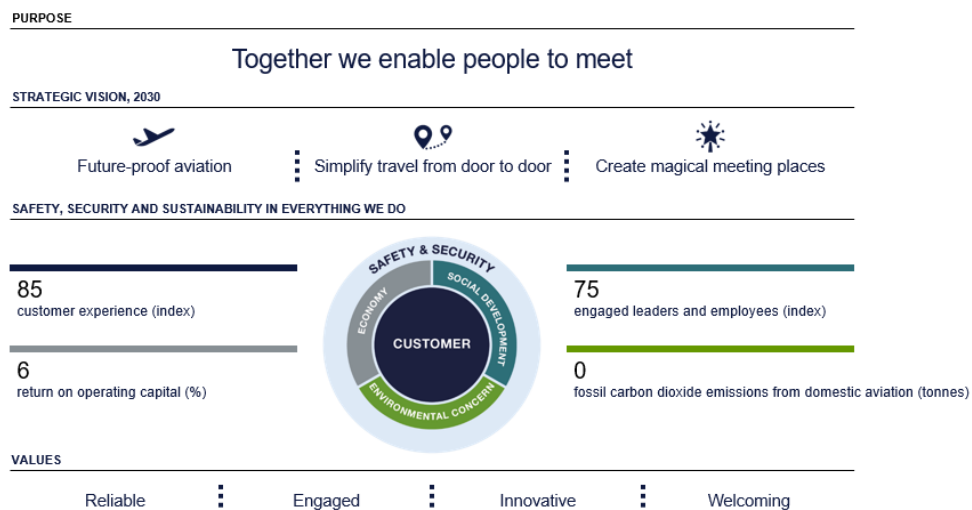 PURPOSE
Together we enable people to meet
STRATEGIC VISION, 2030
Future-proof aviation
Simplify travel from door to door
Create magical meeting places
SAFETY, SECURITY AND SUSTAINABILITY IN EVERYTHING WE DO
85
customer experience (index)
6
return on operating capital (%)
SAFETY & SECURITY
ECONOMY
SOCIAL DEVELOPMENT
CUSTOMER
ENVIRONMENTAL CONCERN
75
engaged leaders and employees (index)
0
fossil carbon dioxide emissions from domestic aviation (tonnes)
VALUES
Reliable
Engaged
Innovative
Welcoming